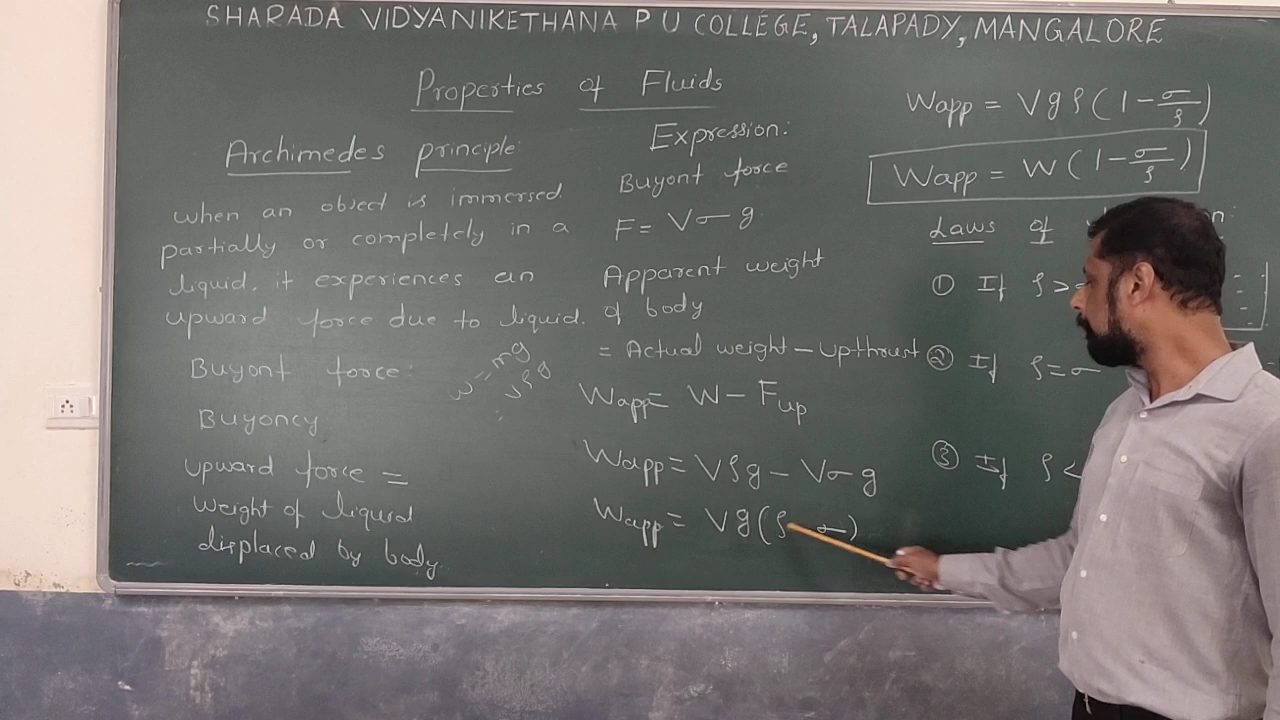 SHARADA VIDYANIKETHANA P U COLLEGE, TALAPADY, MANGALORE
Properties of Fluids
Archimedes principle:
when an object is immersed
partially or completely in a
liquid, it experiences an
upward force due to liquid.
Buyont force:
Buyoncy
upward force =
Weight of liquid
displaced by body.
w = mg
vρg
Expression:
Buyont force
F = Vσg
Apparent weight
of body
= Actual weight – upthrust
Wapp = W – Fup
Wapp = Vρg – Vσg
Wapp = Vg(ρ σ)
Wapp = Vgρ(1 – σ/ρ)
Wapp = W(1 – σ/ρ)
Laws of
① If ρ >
② If ρ = σ
③ If ρ <